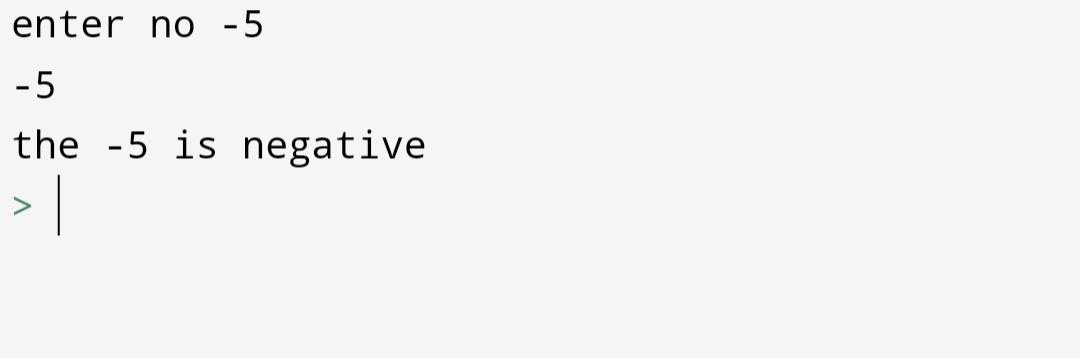 enter no -5
-5
the -5 is negative
>